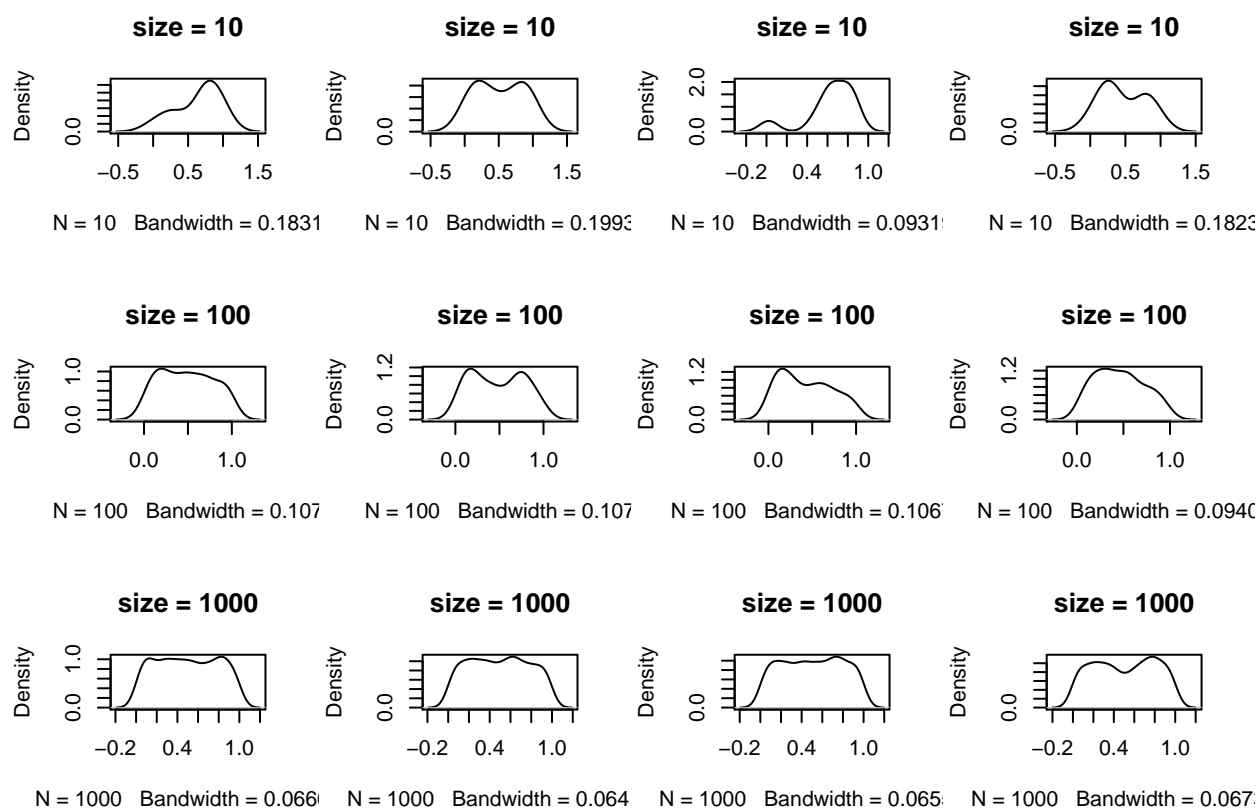 size = 10
Density
0.0
−0.5 0.5 1.5
N = 10 Bandwidth = 0.1831
size = 10
Density
0.0
−0.5 0.5 1.5
N = 10 Bandwidth = 0.1993
size = 10
Density
0.0 2.0
−0.2 0.4 1.0
N = 10 Bandwidth = 0.0931
size = 10
Density
0.0
−0.5 0.5 1.5
N = 10 Bandwidth = 0.1823
size = 100
Density
0.0 1.0
0.0 1.0
N = 100 Bandwidth = 0.107
size = 100
Density
0.0 1.2
0.0 1.0
N = 100 Bandwidth = 0.107
size = 100
Density
0.0 1.2
0.0 1.0
N = 100 Bandwidth = 0.106
size = 100
Density
0.0 1.2
0.0 1.0
N = 100 Bandwidth = 0.0940
size = 1000
Density
0.0 1.0
−0.2 0.4 1.0
N = 1000 Bandwidth = 0.066
size = 1000
Density
0.0
−0.2 0.4 1.0
N = 1000 Bandwidth = 0.064
size = 1000
Density
0.0
−0.2 0.4 1.0
N = 1000 Bandwidth = 0.065
size = 1000
Density
0.0
−0.2 0.4 1.0
N = 1000 Bandwidth = 0.067